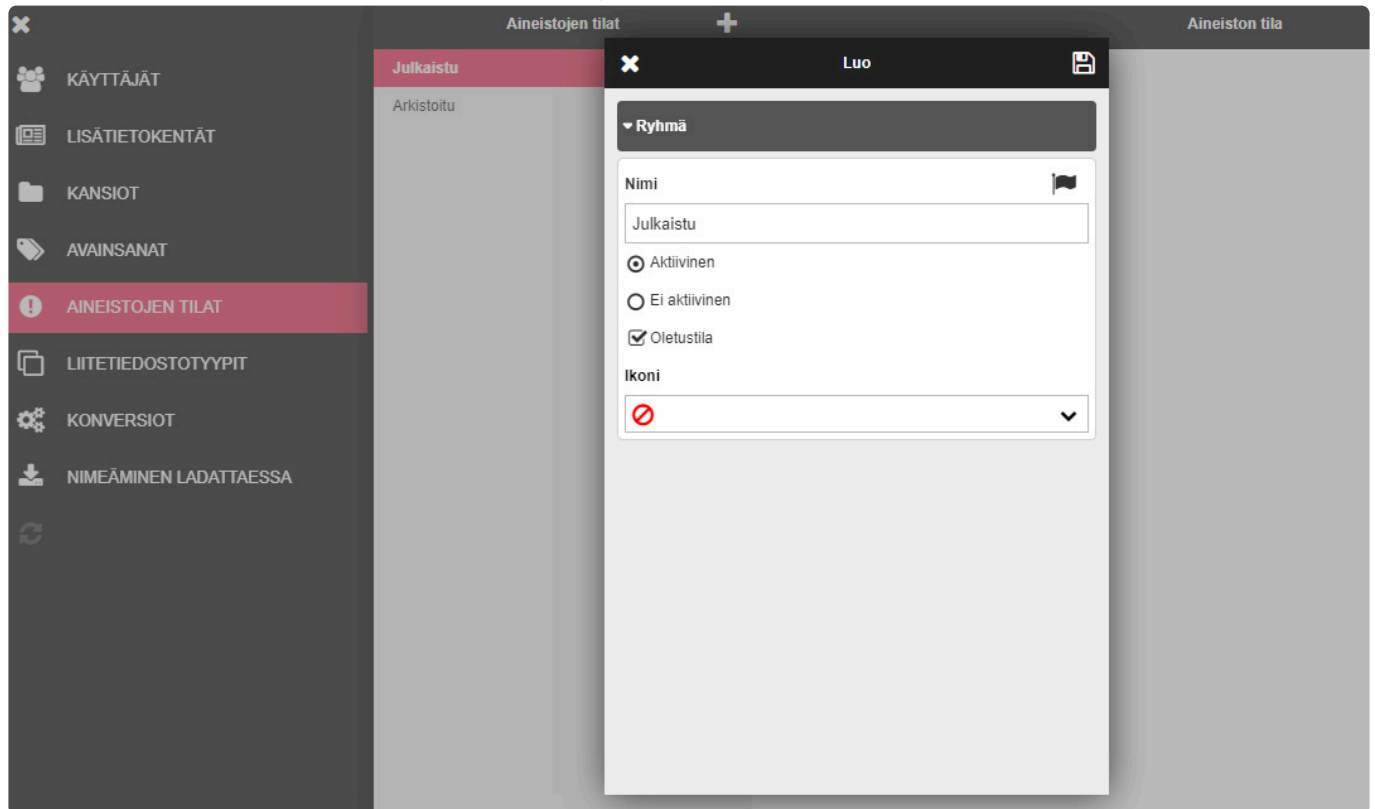 Aineistojen tilat
Aineiston tila
KÄYTTÄJÄT
LISÄTIETOKENTÄT
KANSIOT
AVAINSANAT
AINEISTOJEN TILAT
LIITETIEDOSTOTYYPIT
KONVERSIOT
NIMEÄMINEN LADATTAESSA
Julkaistu
Arkistoitu
Luo
Ryhmä
Nimi
Julkaistu
Aktiivinen
Ei aktiivinen
Oletustila
Ikoni